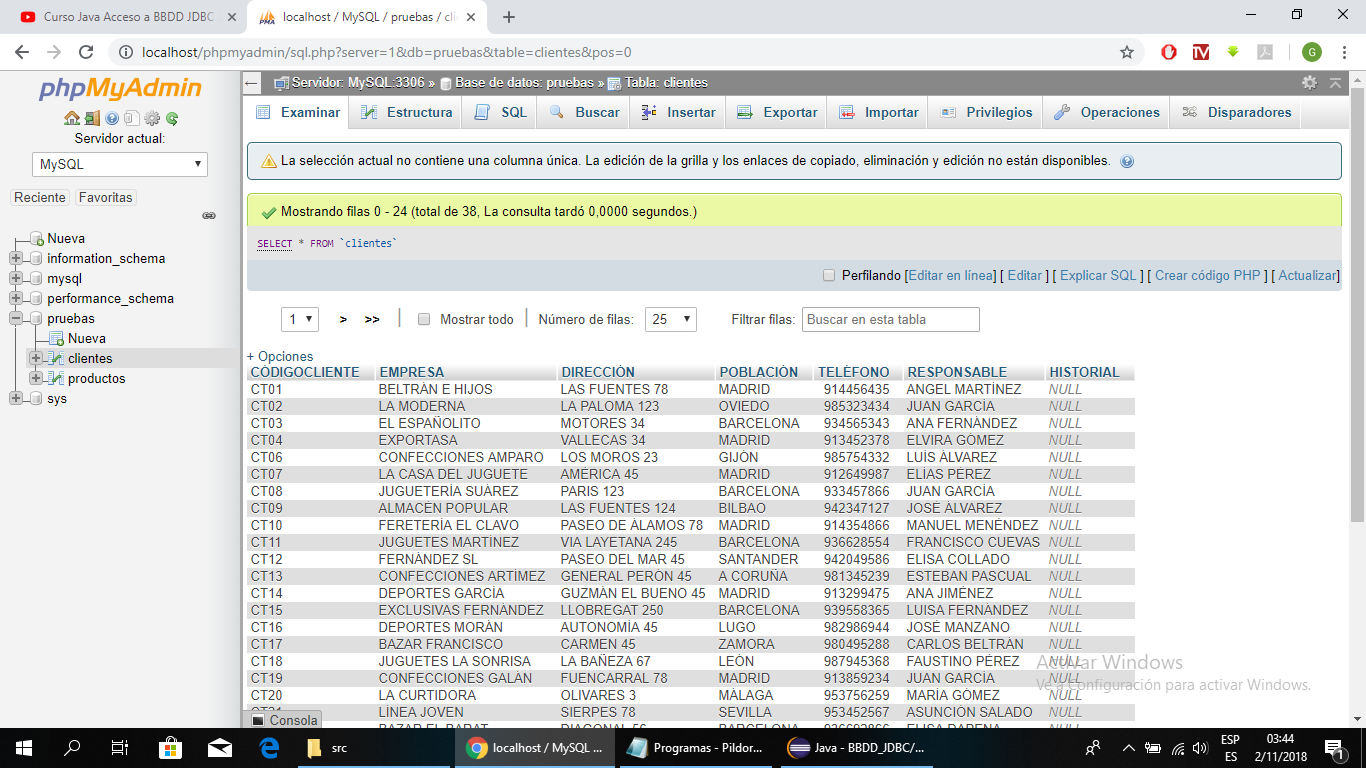 Curso Java Acceso a BBDD JDBC
localhost / MySQL / pruebas / cli
localhost/phpmyadmin/sql.php?server=1&db=pruebas&table=clientes&pos=0
TV
G
phpMyAdmin
Servidor actual:
MySQL
Reciente Favoritas
Nueva
information_schema
mysql
performance_schema
pruebas
Nueva
clientes
productos
sys
Servidor: MySQL:3306 » Base de datos: pruebas » Tabla: clientes
Examinar Estructura SQL Buscar Insertar Exportar Importar Privilegios Operaciones Disparadores
La selección actual no contiene una columna única. La edición de la grilla y los enlaces de copiado, eliminación y edición no están disponibles.
Mostrando filas 0 - 24 (total de 38, La consulta tardó 0,0000 segundos.)
SELECT * FROM `clientes`
Perfilando [Editar en línea] [ Editar ] [ Explicar SQL ] [ Crear código PHP ] [ Actualizar]
1 > >> Mostrar todo Número de filas: 25 Filtrar filas: Buscar en esta tabla
+ Opciones
CÓDIGOCLIENTE EMPRESA DIRECCIÓN POBLACIÓN TELÉFONO RESPONSABLE HISTORIAL
CT01 BELTRÁN E HIJOS LAS FUENTES 78 MADRID 914456435 ANGEL MARTÍNEZ NULL
CT02 LA MODERNA LA PALOMA 123 OVIEDO 985323434 JUAN GARCÍA NULL
CT03 EL ESPAÑOLITO MOTORES 34 BARCELONA 934565343 ANA FERNÁNDEZ NULL
CT04 EXPORTASA VALLECAS 34 MADRID 913452378 ELVIRA GÓMEZ NULL
CT06 CONFECCIONES AMPARO LOS MOROS 23 GIJÓN 985754332 LUÍS ÁLVAREZ NULL
CT07 LA CASA DEL JUGUETE AMÉRICA 45 MADRID 912649987 ELÍAS PÉREZ NULL
CT08 JUGUETERÍA SUÁREZ PARIS 123 BARCELONA 933457866 JUAN GARCÍA NULL
CT09 ALMACÉN POPULAR LAS FUENTES 124 BILBAO 942347127 JOSÉ ÁLVAREZ NULL
CT10 FERETERÍA EL CLAVO PASEO DE ÁLAMOS 78 MADRID 914354866 MANUEL MENÉNDEZ NULL
CT11 JUGUETES MARTÍNEZ VIA LAYETANA 245 BARCELONA 936628554 FRANCISCO CUEVAS NULL
CT12 FERNÁNDEZ SL PASEO DEL MAR 45 SANTANDER 942049586 ELISA COLLADO NULL
CT13 CONFECCIONES ARTÍMEZ GENERAL PERÓN 45 A CORUÑA 981345239 ESTEBAN PASCUAL NULL
CT14 DEPORTES GARCÍA GUZMÁN EL BUENO 45 MADRID 913299475 ANA JIMÉNEZ NULL
CT15 EXCLUSIVAS FERNÁNDEZ LLOBREGAT 250 BARCELONA 939558365 LUISA FERNÁNDEZ NULL
CT16 DEPORTES MORÁN AUTONOMÍA 45 LUGO 982986944 JOSÉ MANZANO NULL
CT17 BAZAR FRANCISCO CARMEN 45 ZAMORA 980495288 CARLOS BELTRÁN NULL
CT18 JUGUETES LA SONRISA LA BAÑEZA 67 LEÓN 987945368 FAUSTINO PÉREZ NULL
CT19 CONFECCIONES GALÁN FUENCARRAL 78 MADRID 913859234 JUAN GARCÍA NULL
CT20 LA CURTIDORA OLIVARES 3 MÁLAGA 953756259 MARÍA GÓMEZ NULL
LÍNEA JOVEN SIERPES 78 SEVILLA 953452567 ASUNCIÓN SALADO NULL
BAZAR EL BARAT DIAGONAL 56 BARCELONA ELISA NULL
Activar Windows
Ve a Configuración para activar Windows.
Consola
src
localhost / MySQL ...
Programas - Pildor...
Java - BBDD_JDBC/...
ESP
ES
03:44
2/11/2018
1